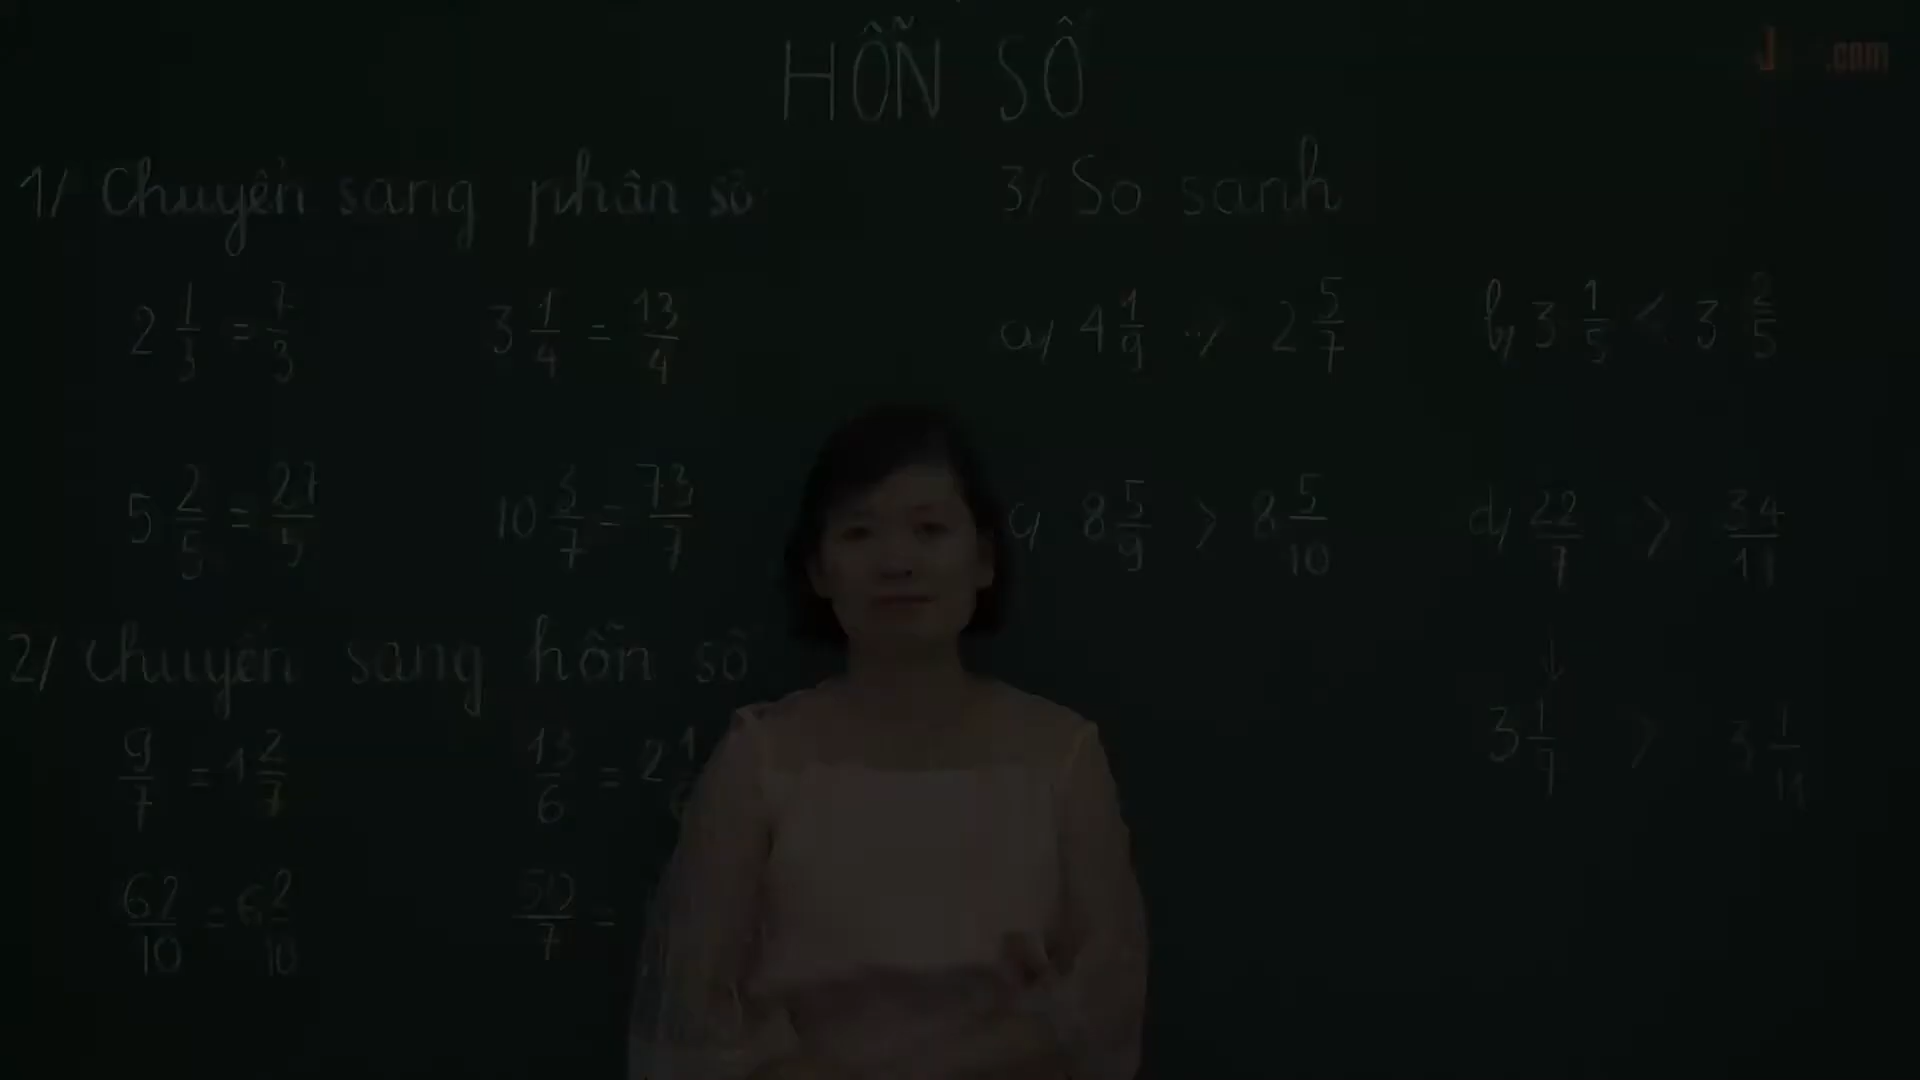 HỖN SỐ
1/ Chuyển sang phân số
2 1/3 = 7/3
3 1/4 = 13/4
5 2/5 = 27/5
10 3/7 = 73/7
2/ Chuyển sang hỗn số
9/7 = 1 2/7
13/6 = 2 1/6
62/10 = 6 2/10
50/7 =
3/ So sanh
a/ 4 1/9 > 2 5/7
b/ 3 1/5 < 3 2/5
c/ 8 5/9 > 8 5/10
d/ 22/7 > 34/11
3 1/7 > 3 1/11
.com